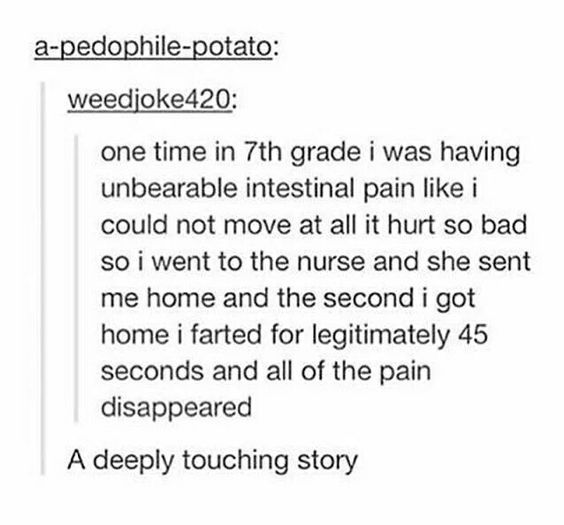 a-pedophile-potato:
weedjoke420:
one time in 7th grade i was having
unbearable intestinal pain like i
could not move at all it hurt so bad
so i went to the nurse and she sent
me home and the second i got
home i farted for legitimately 45
seconds and all of the pain
disappeared
A deeply touching story